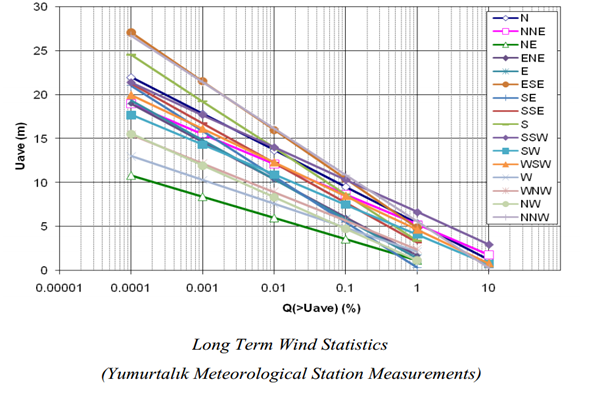 30
25
20
15
10
5
0
Uave (m)
0.00001 0.0001 0.001 0.01 0.1 1 10
Q(>Uave) (%)
N
NNE
NE
ENE
E
ESE
SE
SSE
S
SSW
SW
WSW
W
WNW
NW
NNW
Long Term Wind Statistics
(Yumurtalık Meteorological Station Measurements)